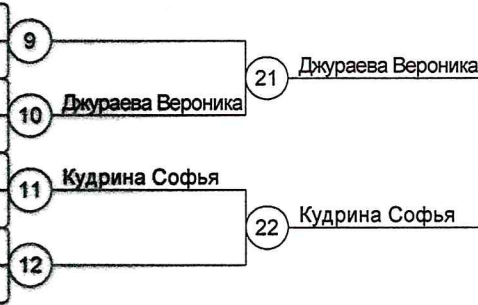 9
21 Джураева Вероника
10 Джураева Вероника
11 Кудрина Софья
22 Кудрина Софья
12